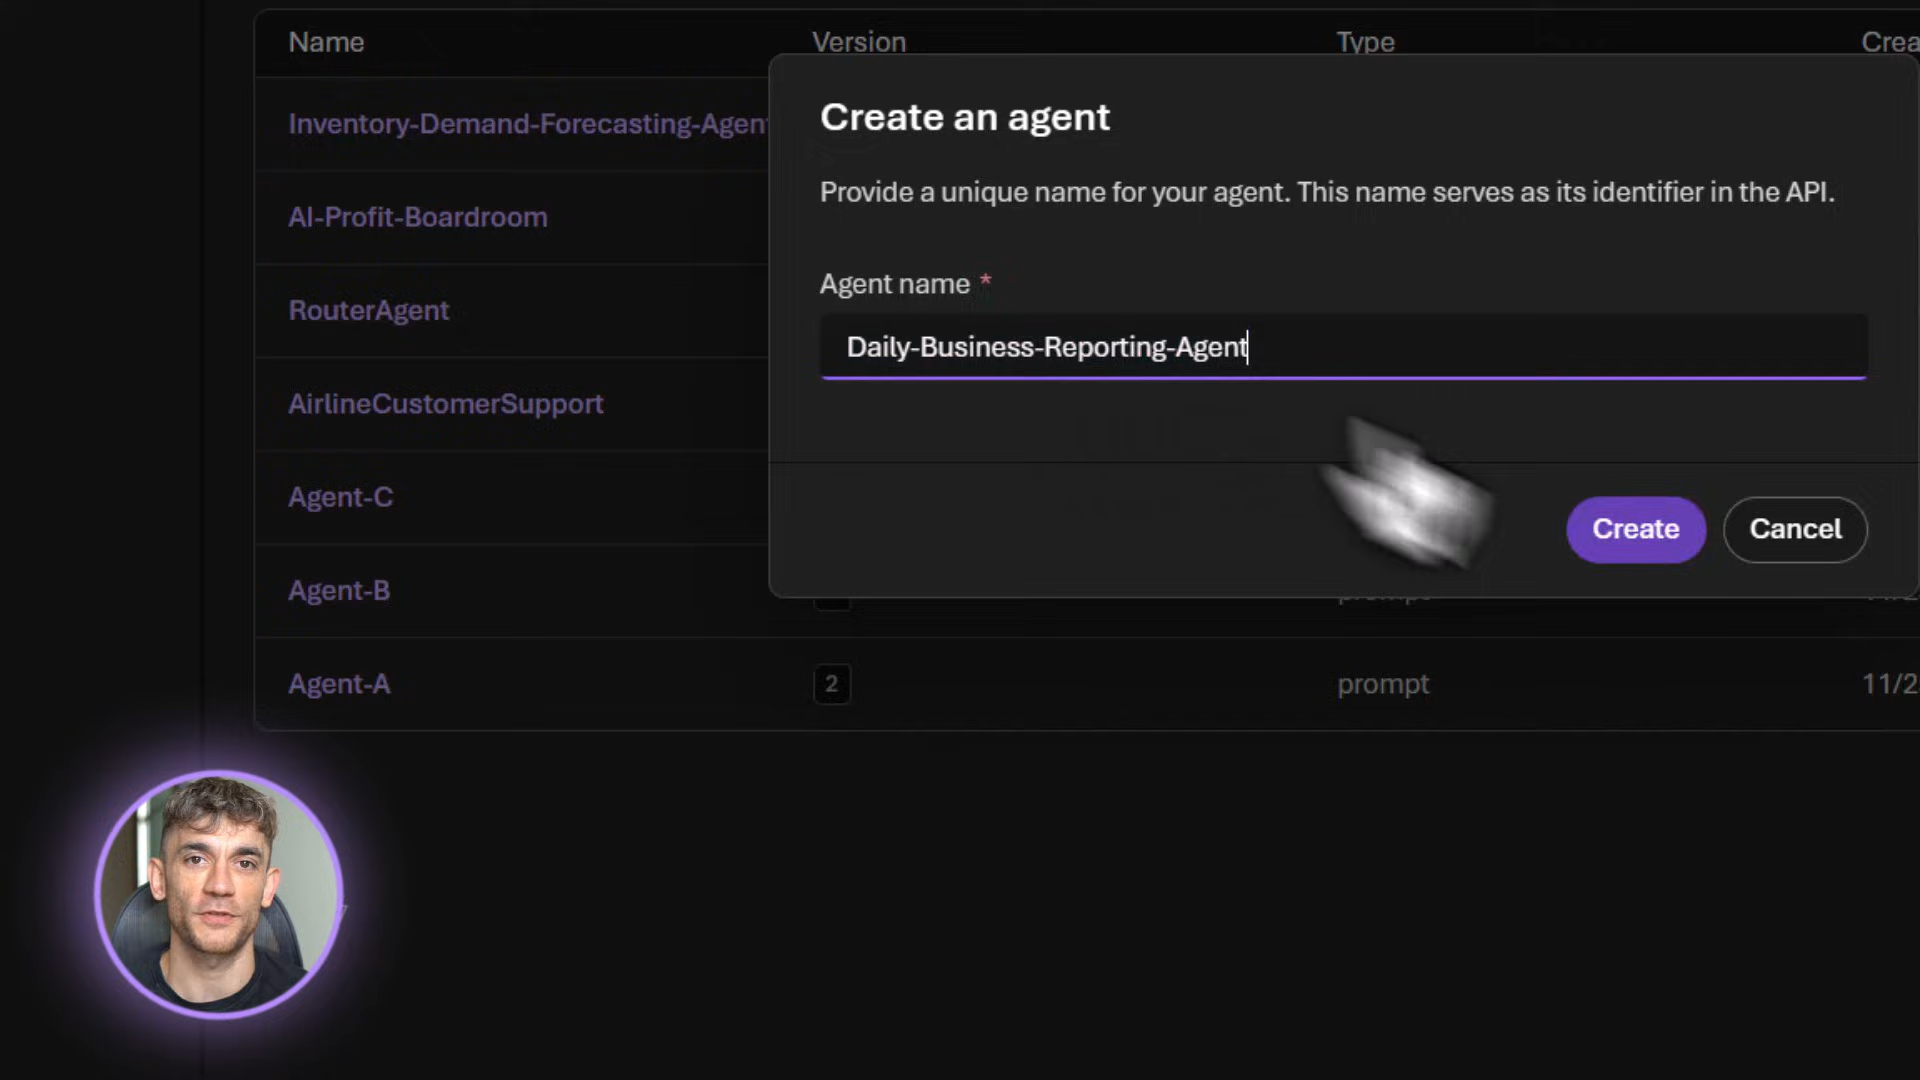 Name Version Type Crea
Create an agent
Provide a unique name for your agent. This name serves as its identifier in the API.
Agent name *
Daily-Business-Reporting-Agent
Create Cancel
Inventory-Demand-Forecasting-Agent
AI-Profit-Boardroom
RouterAgent
AirlineCustomerSupport
Agent-C
Agent-B prompt
Agent-A 2 prompt 11/2